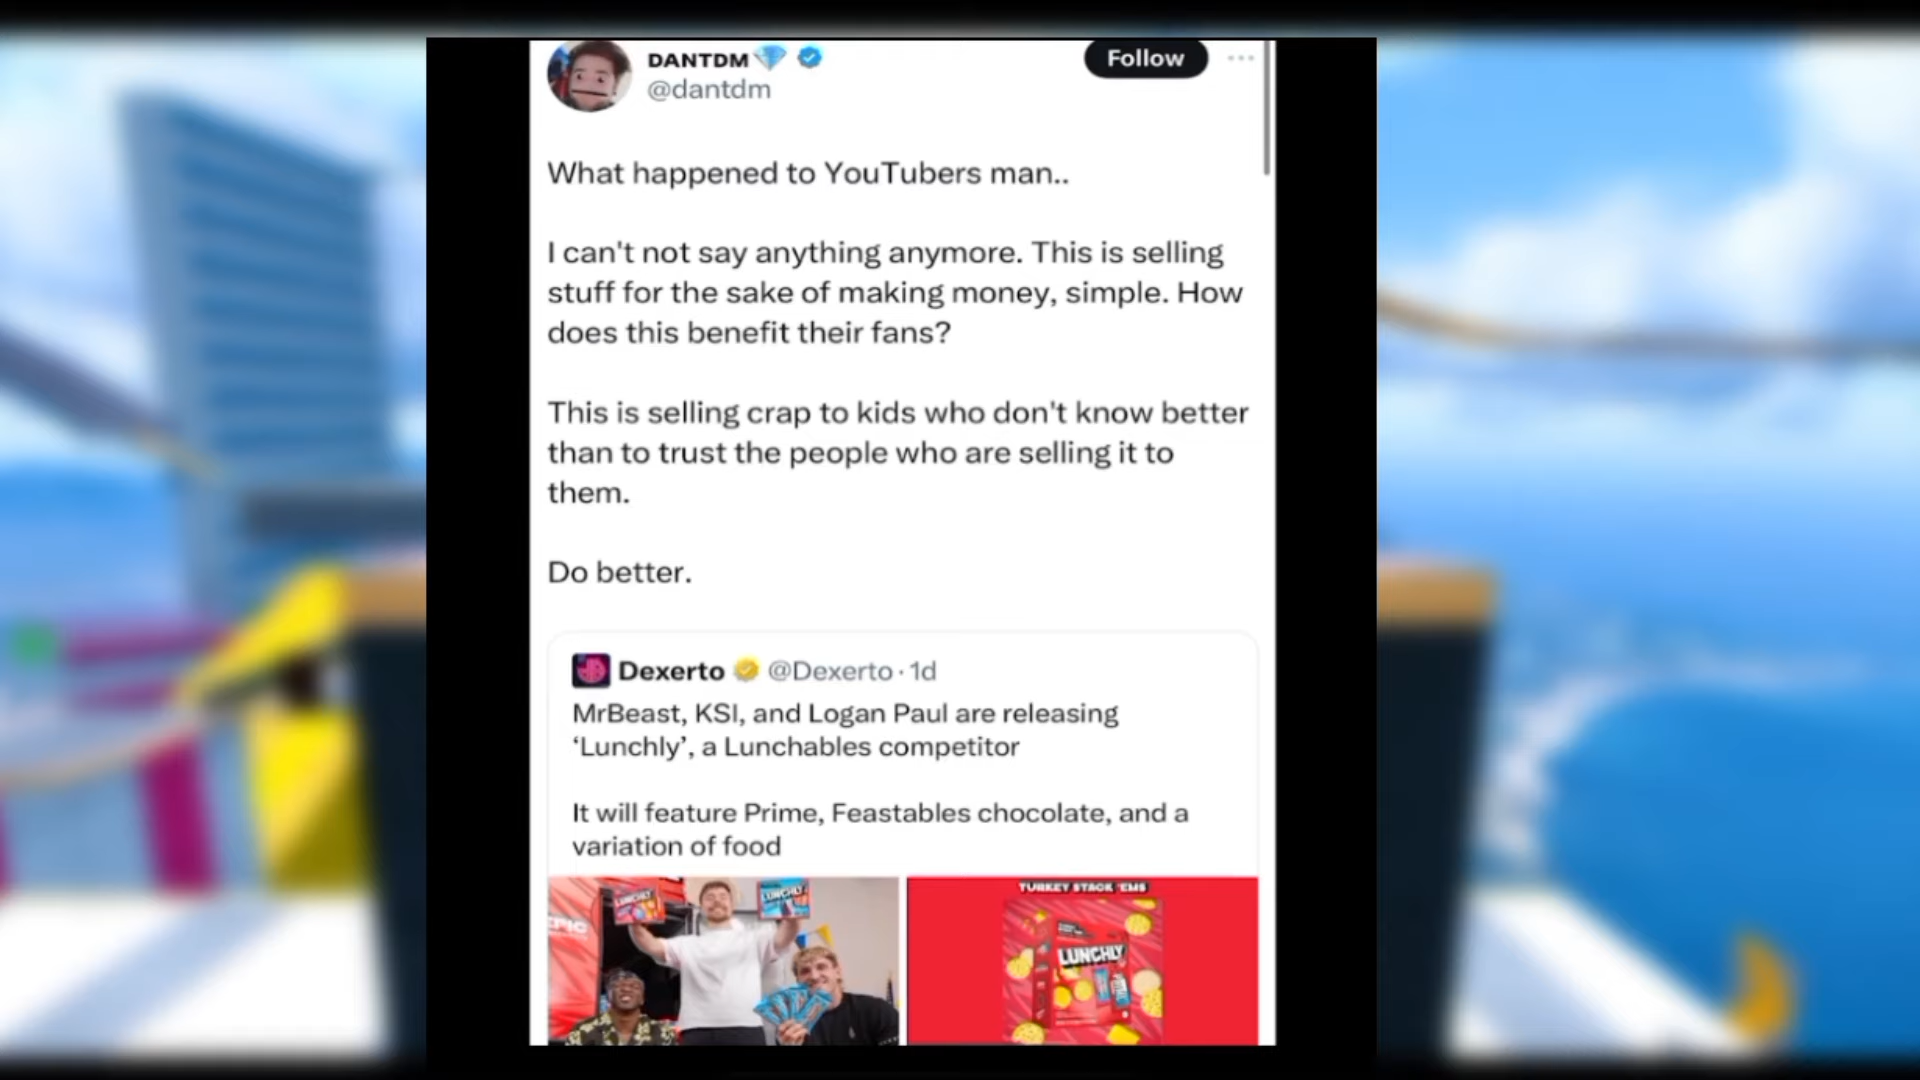 DANTDM
@dantdm
Follow
What happened to YouTubers man..
I can't not say anything anymore. This is selling
stuff for the sake of making money, simple. How
does this benefit their fans?
This is selling crap to kids who don't know better
than to trust the people who are selling it to
them.
Do better.
Dexerto @Dexerto · 1d
MrBeast, KSI, and Logan Paul are releasing
‘Lunchly’, a Lunchables competitor
It will feature Prime, Feastables chocolate, and a
variation of food
LUNCHLY
LUNCHLY
EPIC
TURKEY STACK 'EMS
LUNCHLY